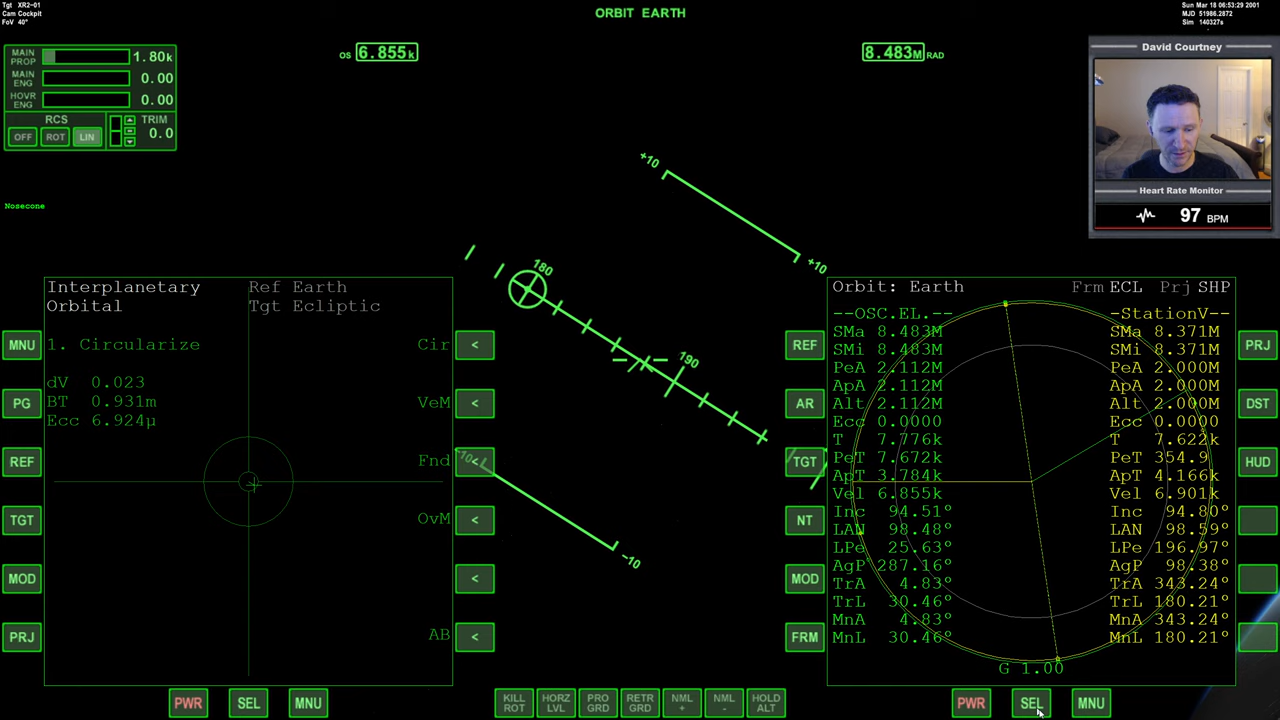 Tgt XR2-01
Cam Cockpit
FoV 40°
ORBIT EARTH
Sun Mar 18 06:53:29 2001
MJD 51986.2872
Sim 140327s
MAIN PROP 1.80k
MAIN ENG 0.00
HOVR ENG 0.00
RCS TRIM
OFF ROT LIN 0.0
OS 6.855k
8.483M RAD
David Courtney
Heart Rate Monitor
97 BPM
Nosecone
+10
+10
180
190
-10
-10
Interplanetary Ref Earth
Orbital Tgt Ecliptic
MNU 1. Circularize Cir <
dV 0.023
PG BT 0.931m VeM <
Ecc 6.924µ
REF Fnd <
TGT OvM <
MOD <
PRJ AB <
PWR SEL MNU
KILL ROT
HORZ LVL
PRO GRD
RETR GRD
NML +
NML -
HOLD ALT
Orbit: Earth Frm ECL Prj SHP
--OSC.EL.-- -StationV--
SMa 8.483M SMa 8.371M
SMi 8.483M SMi 8.371M
PeA 2.112M PeA 2.000M
ApA 2.112M ApA 2.000M
Alt 2.112M Alt 2.000M
Ecc 0.0000 Ecc 0.0000
T 7.776k T 7.622k
PeT 7.672k PeT 354.9
ApT 3.784k ApT 4.166k
Vel 6.855k Vel 6.901k
Inc 94.51° Inc 94.80°
LAN 98.48° LAN 98.59°
LPe 25.63° LPe 196.97°
AgP 287.16° AgP 98.38°
TrA 4.83° TrA 343.24°
TrL 30.46° TrL 180.21°
MnA 4.83° MnA 343.24°
MnL 30.46° MnL 180.21°
G 1.00
REF
AR
TGT
NT
MOD
FRM
PRJ
DST
HUD
PWR SEL MNU